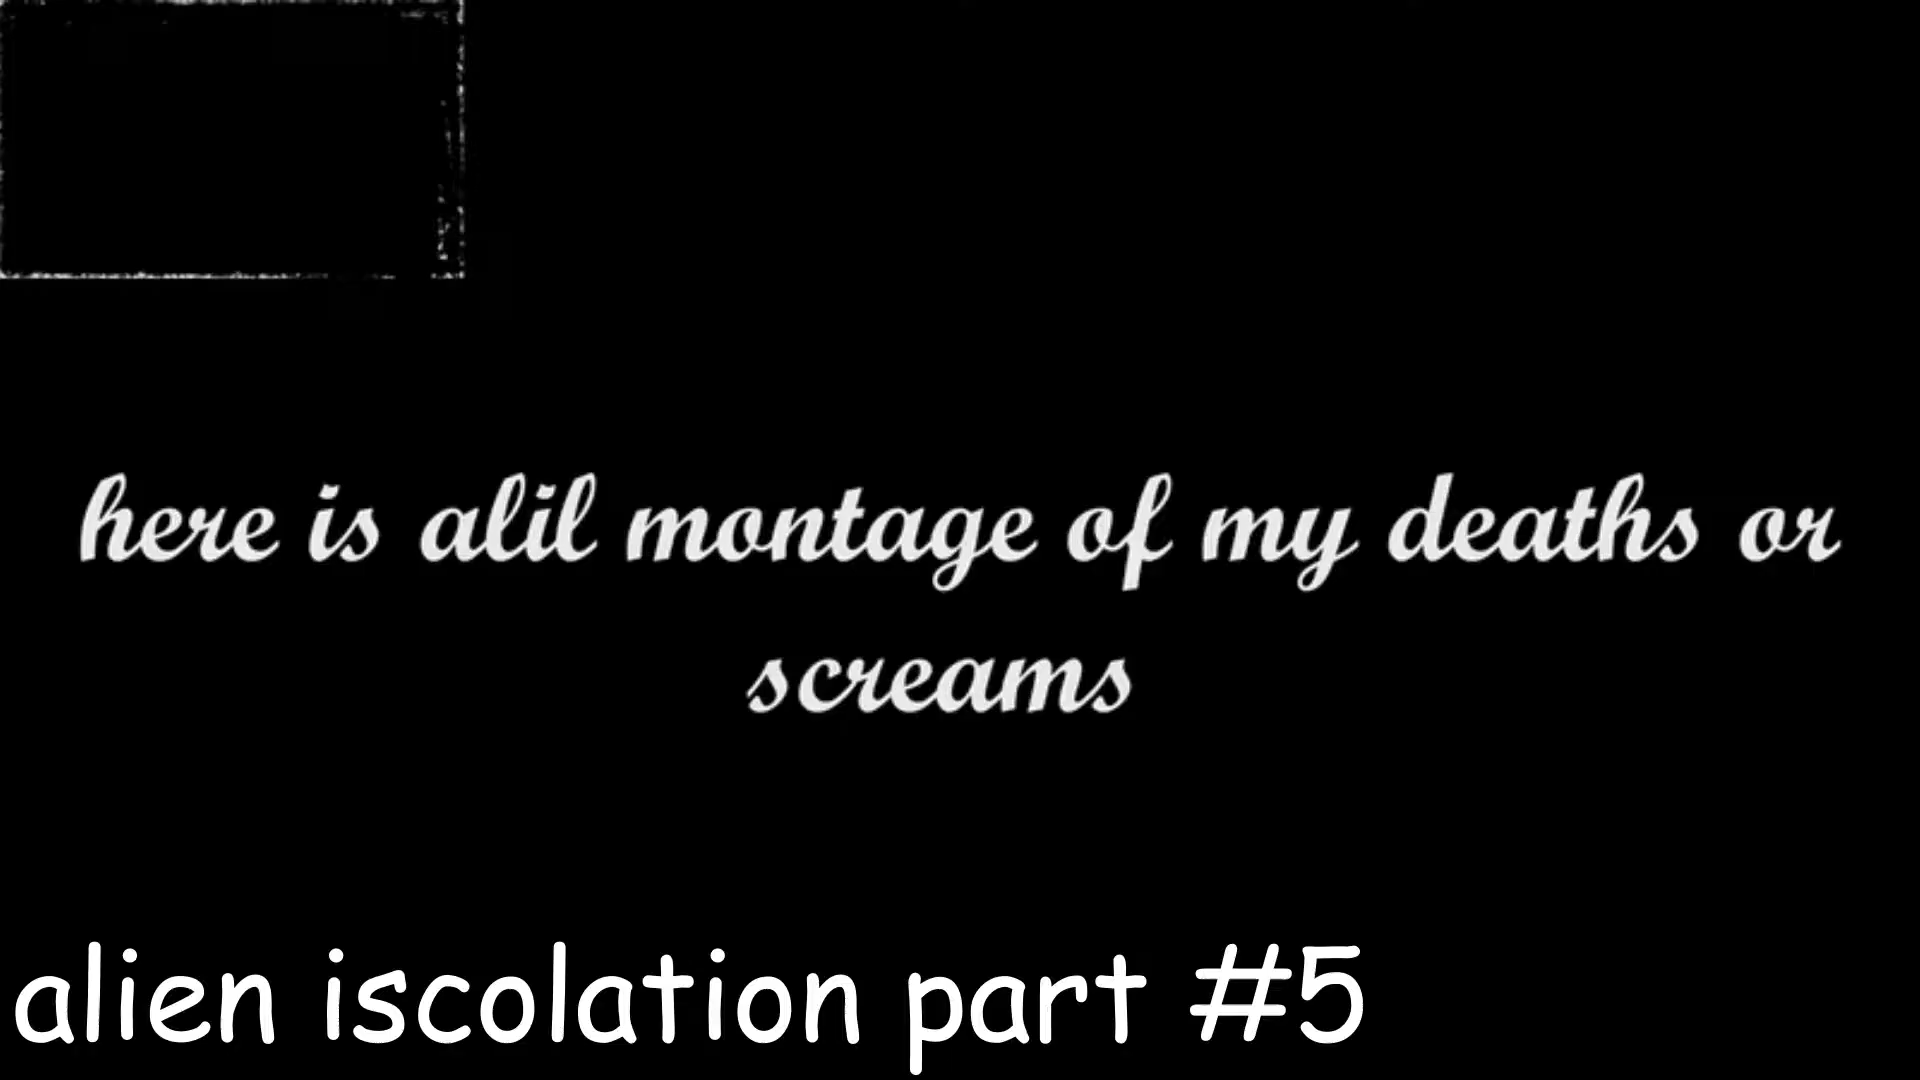 here is alil montage of my deaths or
screams
alien iscolation part #5